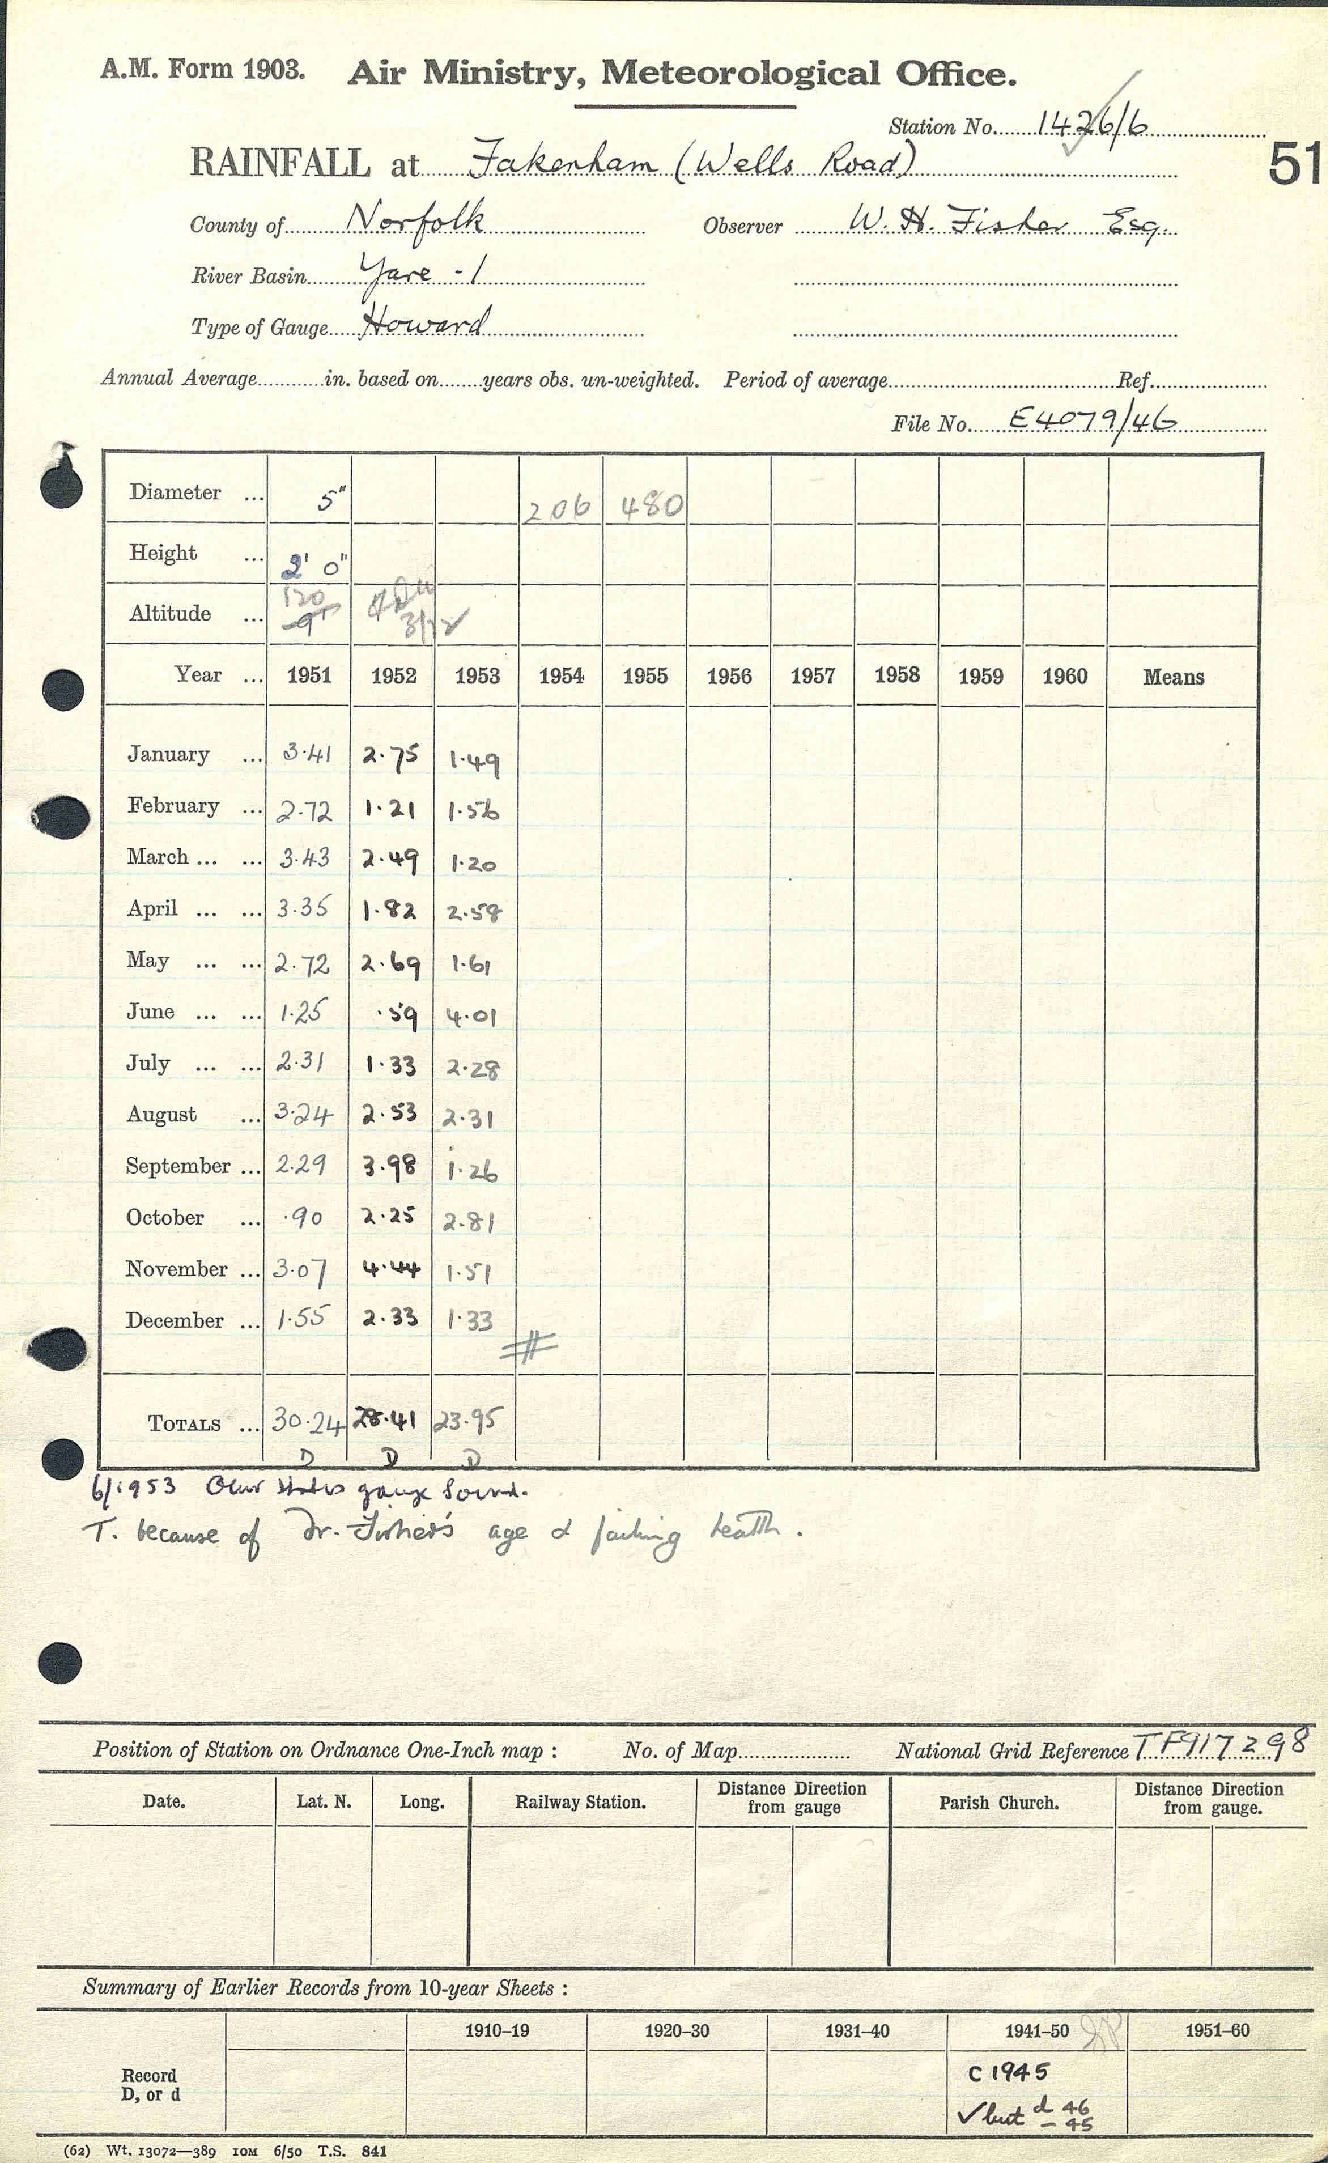 A.M. Form 1903. Air Ministry, Meteorological Office.
Station No. 1426/6
RAINFALL at Fakenham (Wells Road)
51
County of Norfolk Observer W. H. Fisher Esq.
River Basin Yare - 1
Type of Gauge Howard
Annual Average in. based on years obs. un-weighted. Period of average Ref.
File No. E4079/46
Diameter ... 5" 206 480
Height ... 2' 0"
120
Altitude ... 9' 3/12
Year ... 1951 1952 1953 1954 1955 1956 1957 1958 1959 1960 Means
January ... 3.41 2.75 1.49
February ... 2.72 1.21 1.56
March ... ... 3.43 2.49 1.20
April ... ... 3.35 1.82 2.58
May ... ... 2.72 2.69 1.61
June ... ... 1.25 .59 4.01
July ... ... 2.31 1.33 2.28
August ... 3.24 2.53 2.31
September ... 2.29 3.98 1.26
October ... .90 2.25 2.81
November ... 3.07 4.44 1.51
December ... 1.55 2.33 1.33
TOTALS ... 30.24 28.41 23.95
D D D
6/1953 gauge Sound.
T. because of Dr. Fisher's age & failing health.
Position of Station on Ordnance One-Inch map : No. of Map National Grid Reference TF917298
Date. Lat. N. Long. Railway Station. Distance from gauge Direction Parish Church. Distance from gauge. Direction
Summary of Earlier Records from 10-year Sheets :
1910–19 1920–30 1931–40 1941–50 1951–60
Record
D, or d
C 1945
✓ but d 46
– 45
(62) Wt. 13072—389 IOM 6/50 T.S. 841